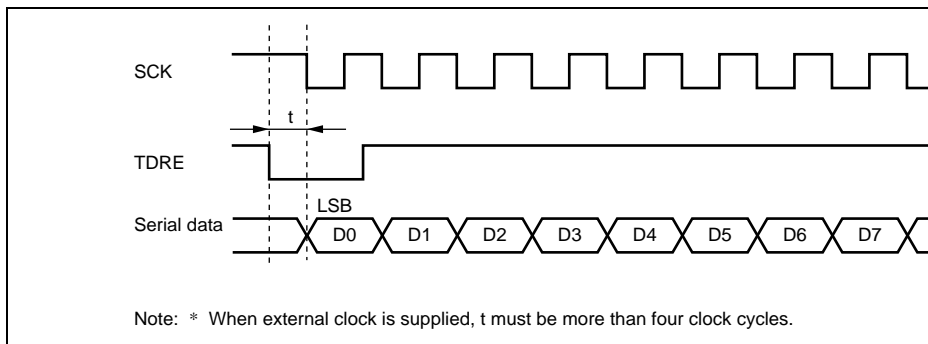 SCK
t
TDRE
LSB
Serial data D0 D1 D2 D3 D4 D5 D6 D7
Note: * When external clock is supplied, t must be more than four clock cycles.